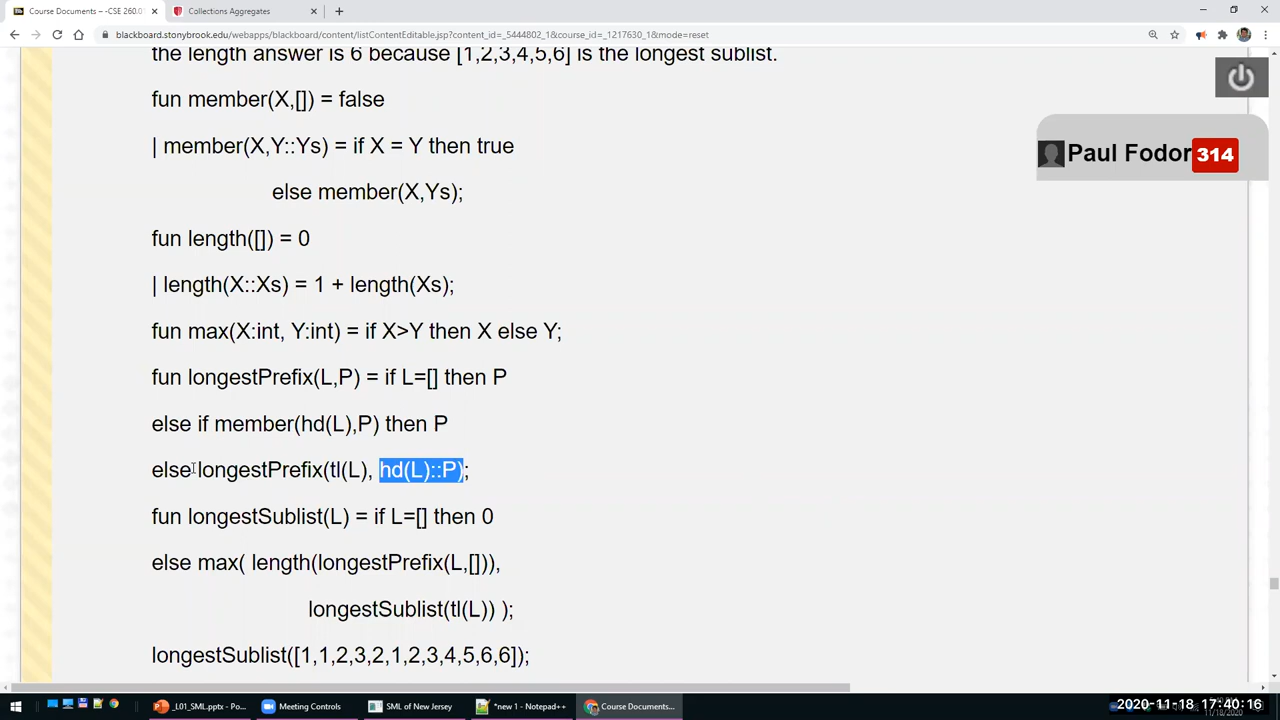 Course Documents – -CSE 260.0
Collections Aggregates
blackboard.stonybrook.edu/webapps/blackboard/content/listContentEditable.jsp?content_id=_5444802_1&course_id=_1217630_1&mode=reset
the length answer is 6 because [1,2,3,4,5,6] is the longest sublist.
fun member(X,[]) = false
| member(X,Y::Ys) = if X = Y then true
else member(X,Ys);
fun length([]) = 0
| length(X::Xs) = 1 + length(Xs);
fun max(X:int, Y:int) = if X>Y then X else Y;
fun longestPrefix(L,P) = if L=[] then P
else if member(hd(L),P) then P
else longestPrefix(tl(L), hd(L)::P);
fun longestSublist(L) = if L=[] then 0
else max( length(longestPrefix(L,[])),
longestSublist(tl(L)) );
longestSublist([1,1,2,3,2,1,2,3,4,5,6,6]);
Paul Fodor 314
_L01_SML.pptx - Po...
Meeting Controls
SML of New Jersey
*new 1 - Notepad++
Course Documents...
2020-11-18 17:40:16